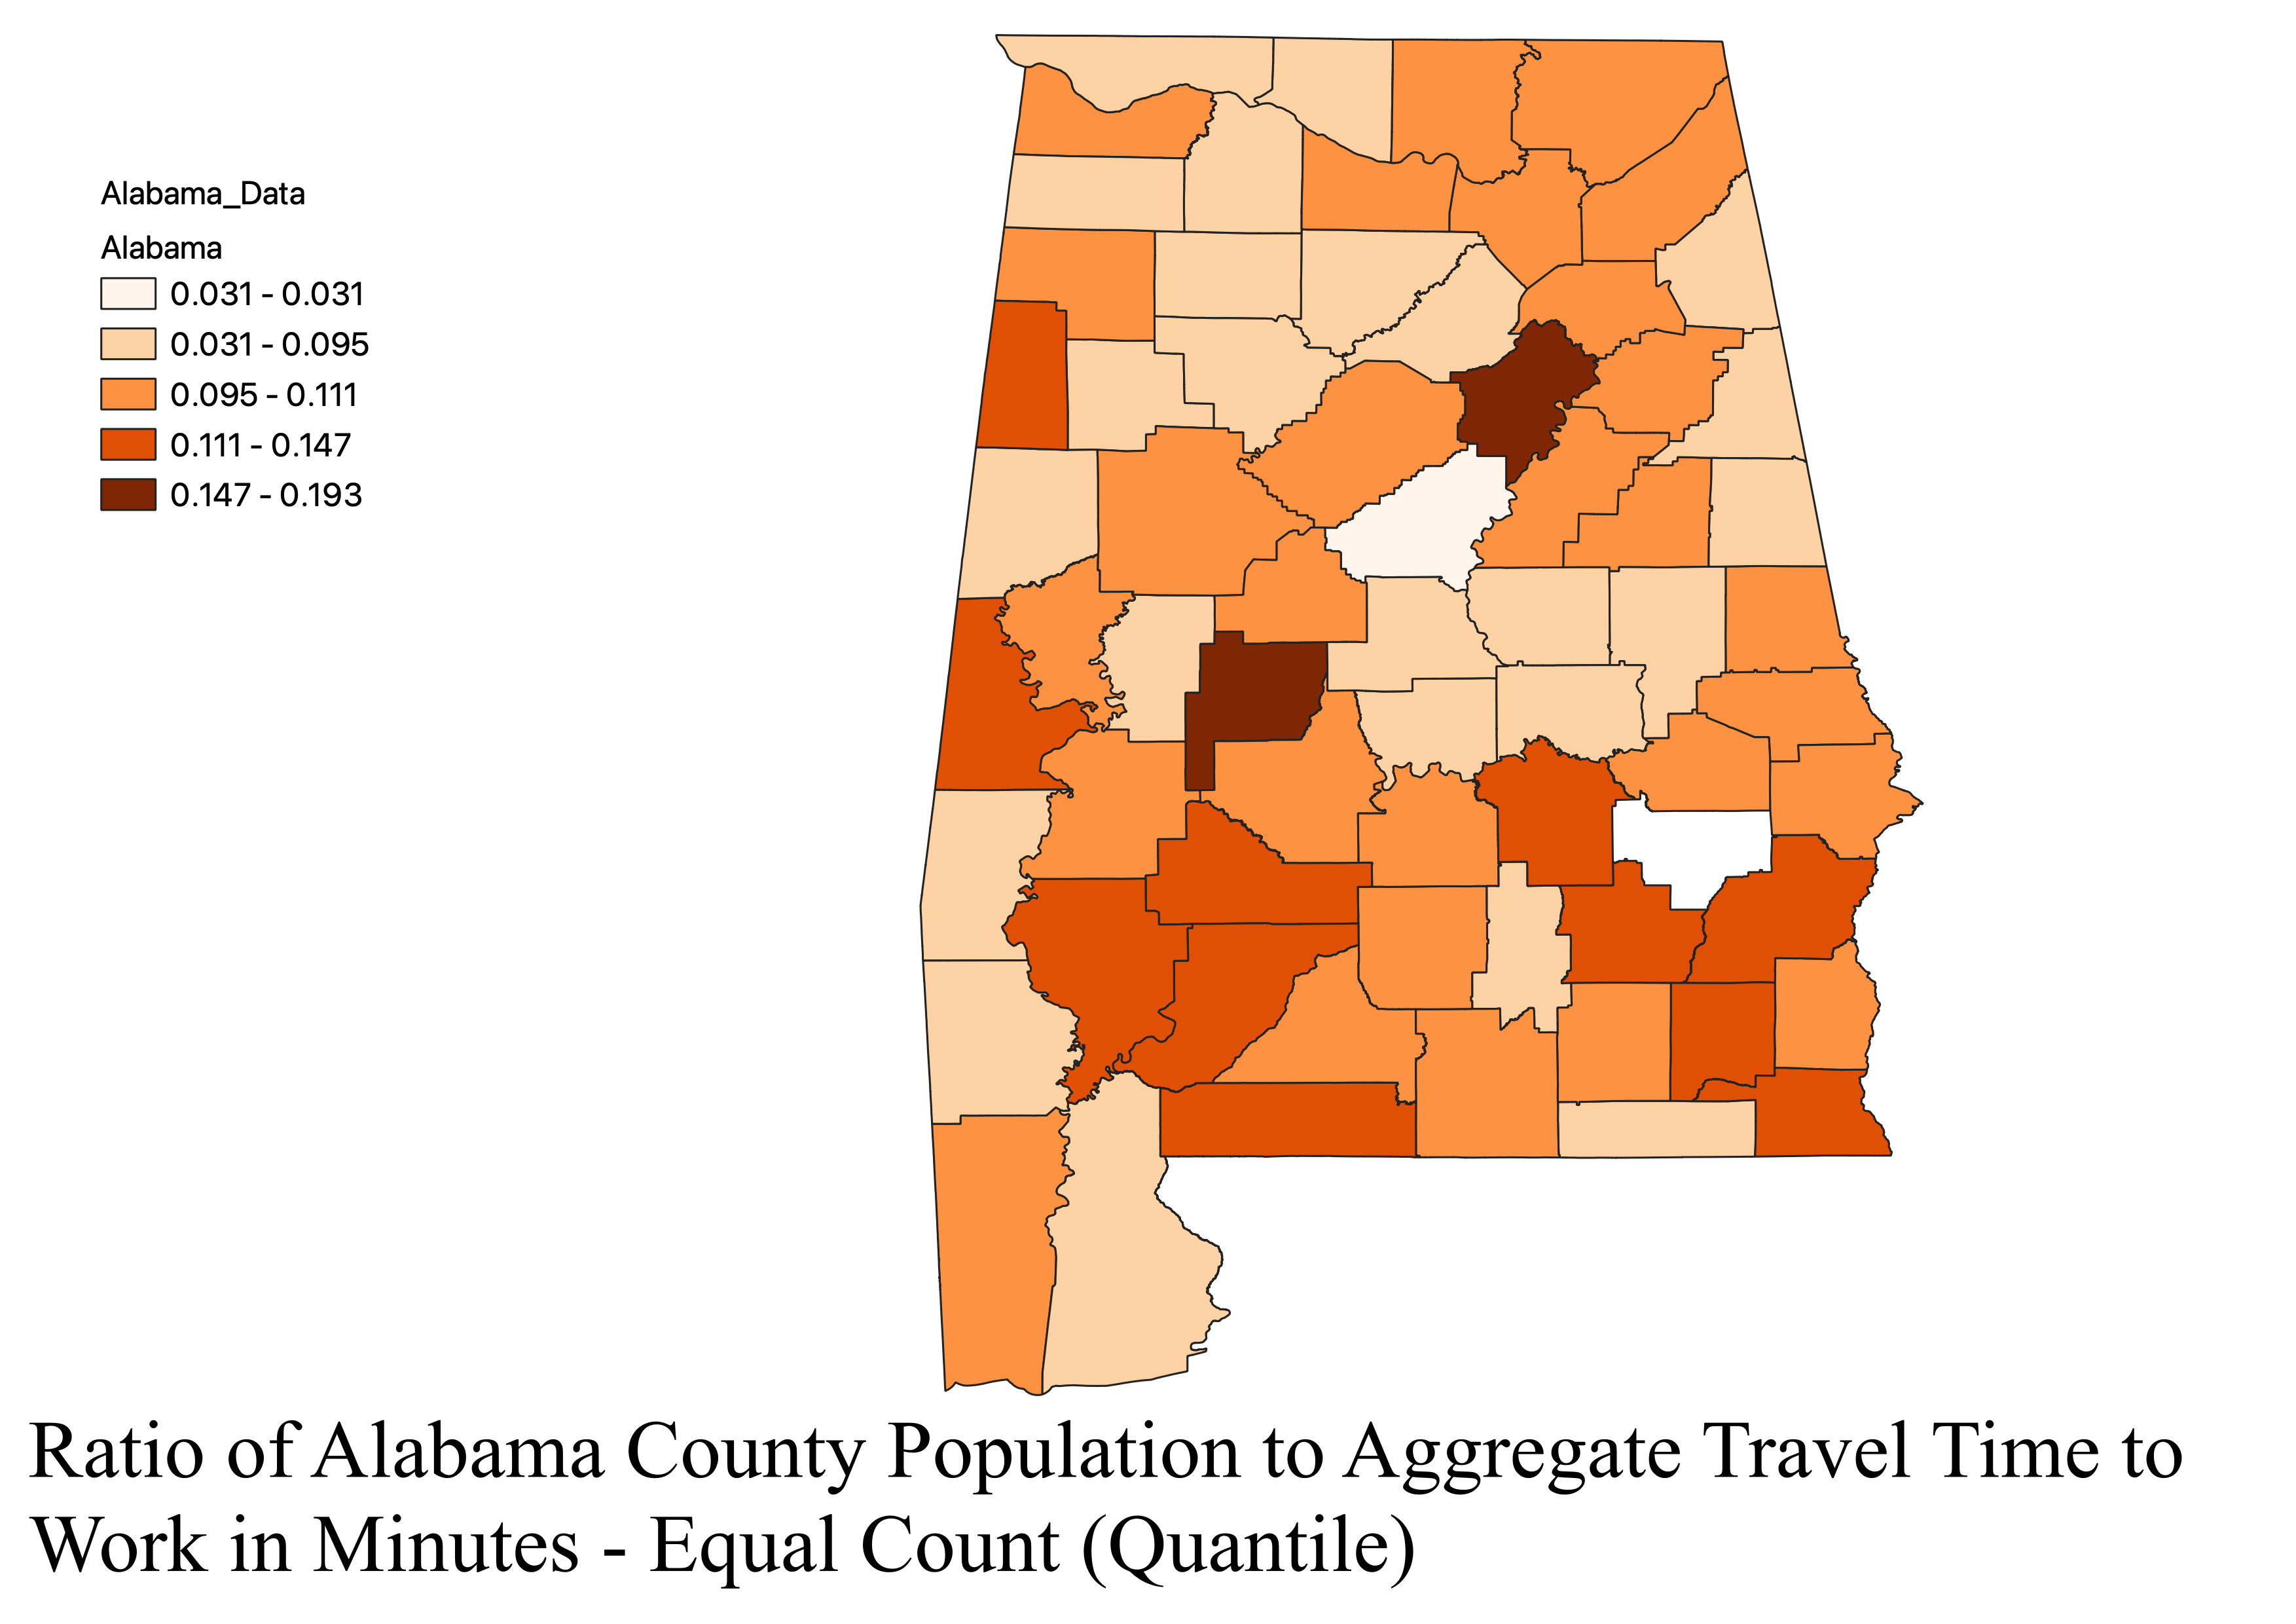 Alabama_Data
Alabama
0.031 - 0.031
0.031 - 0.095
0.095 - 0.111
0.111 - 0.147
0.147 - 0.193
Ratio of Alabama County Population to Aggregate Travel Time to
Work in Minutes - Equal Count (Quantile)